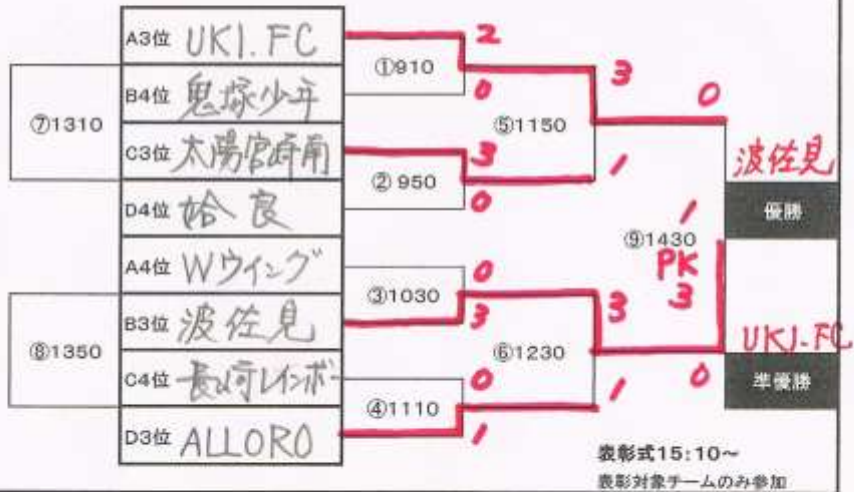 A3位 UKI.FC
B4位 鬼塚少年
C3位 太陽宮崎南
D4位 姶良
A4位 Wウイング
B3位 波佐見
C4位 長崎レインボー
D3位 ALLORO
⑦1310
⑧1350
①910
2
0
②950
3
0
③1030
0
3
④1110
0
1
⑤1150
3
1
⑥1230
3
1
⑨1430
0
1
PK
3
0
波佐見
優勝
UKI-FC
準優勝
表彰式15:10~
表彰対象チームのみ参加